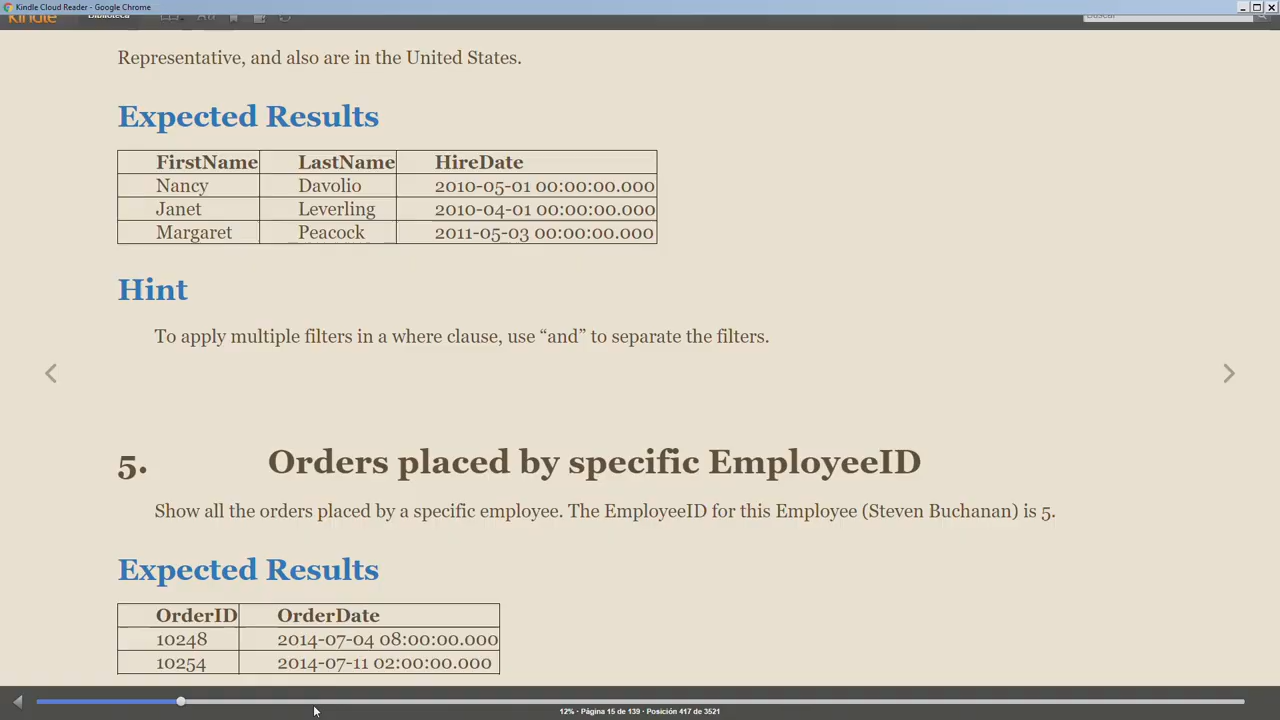 Kindle Cloud Reader - Google Chrome
Kindle Biblioteca Aa Buscar
Representative, and also are in the United States.
Expected Results
FirstName LastName HireDate
Nancy Davolio 2010-05-01 00:00:00.000
Janet Leverling 2010-04-01 00:00:00.000
Margaret Peacock 2011-05-03 00:00:00.000
Hint
To apply multiple filters in a where clause, use “and” to separate the filters.
5. Orders placed by specific EmployeeID
Show all the orders placed by a specific employee. The EmployeeID for this Employee (Steven Buchanan) is 5.
Expected Results
OrderID OrderDate
10248 2014-07-04 08:00:00.000
10254 2014-07-11 02:00:00.000
12% • Página 15 de 139 • Posición 417 de 3521